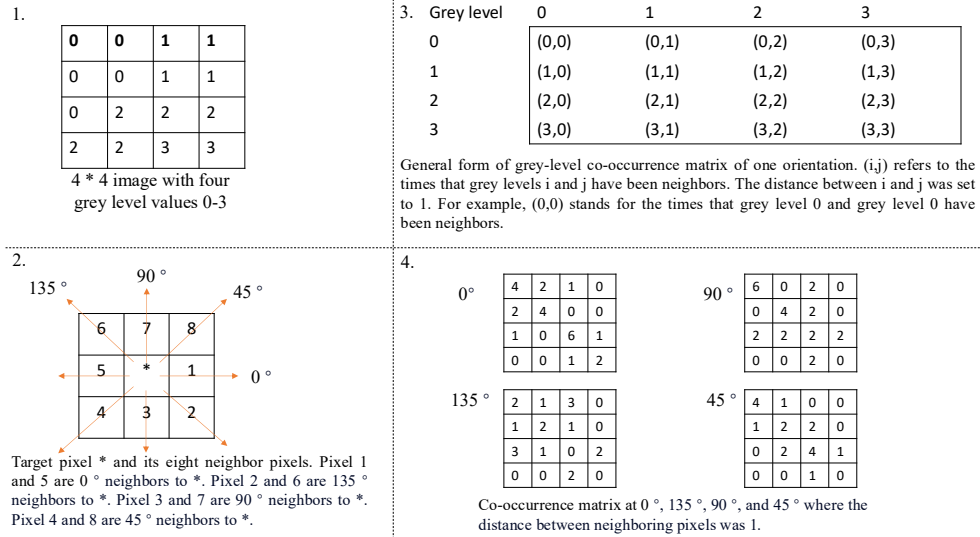 1.
0 0 1 1
0 0 1 1
0 2 2 2
2 2 3 3
4 * 4 image with four
grey level values 0-3
3. Grey level 0 1 2 3
0 (0,0) (0,1) (0,2) (0,3)
1 (1,0) (1,1) (1,2) (1,3)
2 (2,0) (2,1) (2,2) (2,3)
3 (3,0) (3,1) (3,2) (3,3)
General form of grey-level co-occurrence matrix of one orientation. (i,j) refers to the
times that grey levels i and j have been neighbors. The distance between i and j was set
to 1. For example, (0,0) stands for the times that grey level 0 and grey level 0 have
been neighbors.
2.
135 ° 90 ° 45 °
6 7 8
5 * 1 0 °
4 3 2
Target pixel * and its eight neighbor pixels. Pixel 1
and 5 are 0 ° neighbors to *. Pixel 2 and 6 are 135 °
neighbors to *. Pixel 3 and 7 are 90 ° neighbors to *.
Pixel 4 and 8 are 45 ° neighbors to *.
4.
0°
4 2 1 0
2 4 0 0
1 0 6 1
0 0 1 2
90 °
6 0 2 0
0 4 2 0
2 2 2 2
0 0 2 0
135 °
2 1 3 0
1 2 1 0
3 1 0 2
0 0 2 0
45 °
4 1 0 0
1 2 2 0
0 2 4 1
0 0 1 0
Co-occurrence matrix at 0 °, 135 °, 90 °, and 45 ° where the
distance between neighboring pixels was 1.